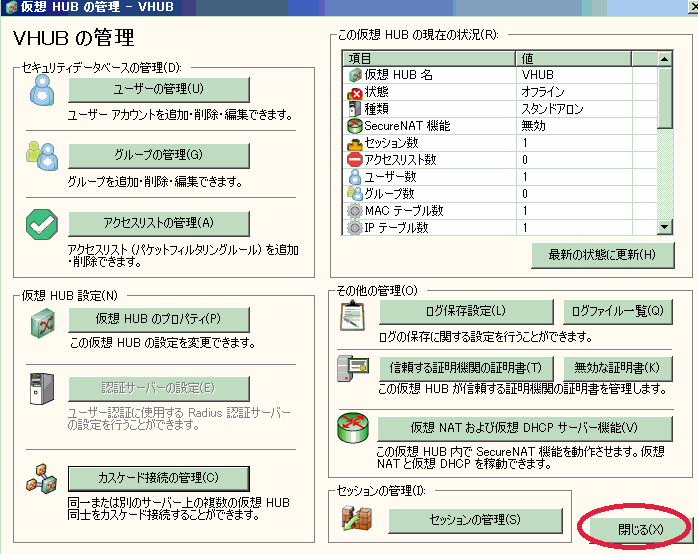 仮想 HUB の管理 - VHUB
VHUB の管理
セキュリティデータベースの管理(D):
ユーザーの管理(U)
ユーザー アカウントを追加・削除・編集できます。
グループの管理(G)
グループを追加・削除・編集できます。
アクセスリストの管理(A)
アクセスリスト (パケットフィルタリングルール) を追加
・削除できます。
仮想 HUB 設定(N)
仮想 HUB のプロパティ(P)
この仮想 HUB の設定を変更できます。
認証サーバーの設定(E)
ユーザー認証に使用する Radius 認証サーバー
の設定を行うことができます。
カスケード接続の管理(C)
同一または別のサーバー上の複数の仮想 HUB
同士をカスケード接続することができます。
この仮想 HUB の現在の状況(R):
項目 値
仮想 HUB 名 VHUB
状態 オフライン
種類 スタンドアロン
SecureNAT 機能 無効
セッション数 1
アクセスリスト数 0
ユーザー数 1
グループ数 0
MAC テーブル数 1
IP テーブル数 1
最新の状態に更新(H)
その他の管理(O)
ログ保存設定(L)
ログファイル一覧(Q)
ログの保存に関する設定を行うことができます。
信頼する証明機関の証明書(T)
無効な証明書(K)
この仮想 HUB が信頼する証明機関の証明書を管理します。
仮想 NAT および仮想 DHCP サーバー機能(V)
この仮想 HUB 内で SecureNAT 機能を動作させます。仮想
NAT と仮想 DHCP を稼動できます。
セッションの管理(I):
セッションの管理(S)
閉じる(X)